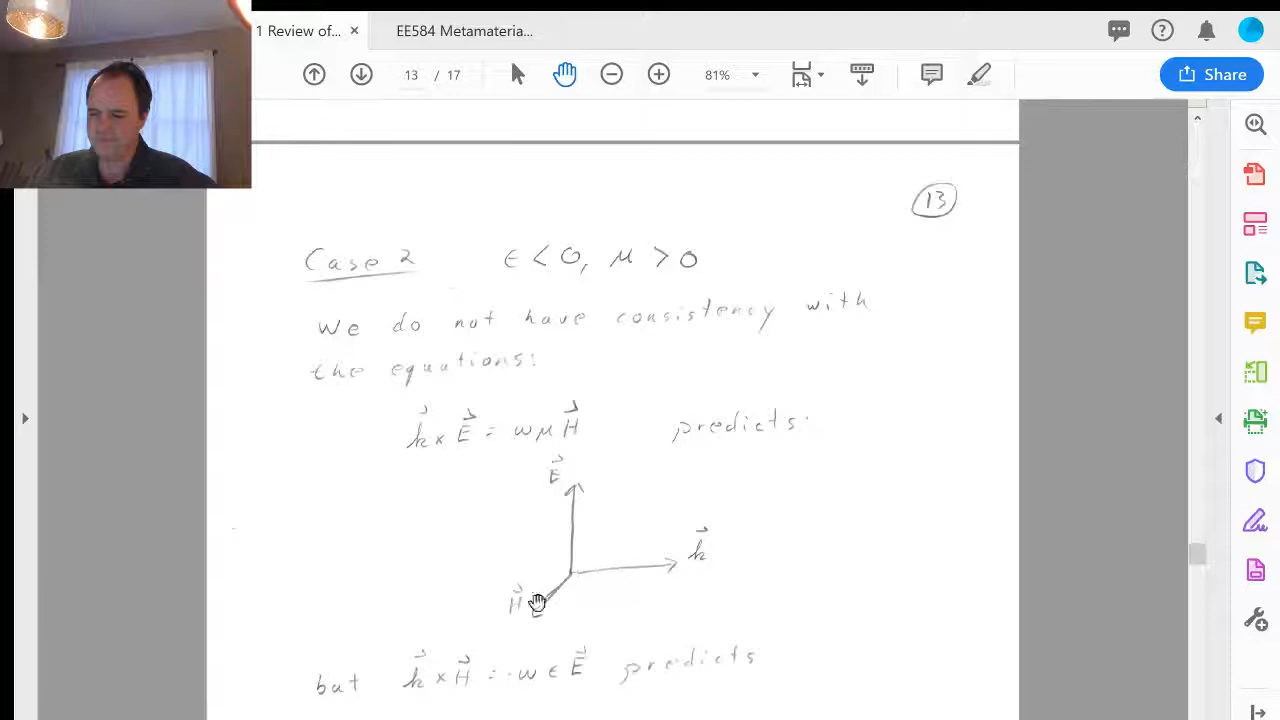 1 Review of... ×
EE584 Metamateria...
13 / 17
81%
Share
13
Case 2 ϵ < 0, μ > 0
We do not have consistency with
the equations:
k⃗ × E⃗ = ωμH⃗ predicts:
E⃗
k⃗
H⃗
but k⃗ × H⃗ = -ωϵE⃗ predicts